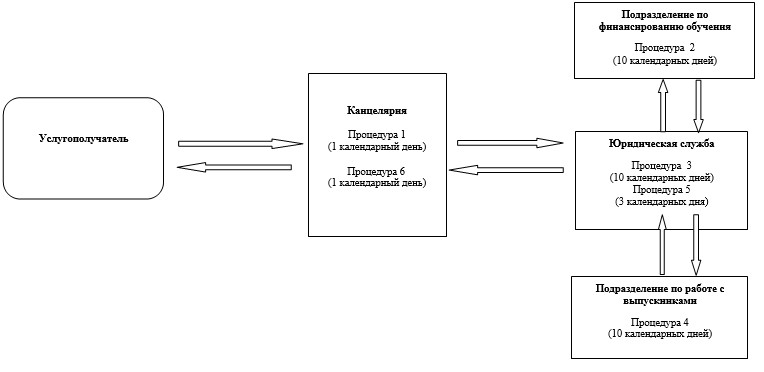 Услугополучатель
Канцелярия
Процедура 1
(1 календарный день)
Процедура 6
(1 календарный день)
Подразделение по
финансированию обучения
Процедура 2
(10 календарных дней)
Юридическая служба
Процедура 3
(10 календарных дней)
Процедура 5
(3 календарных дня)
Подразделение по работе с
выпускниками
Процедура 4
(10 календарных дней)